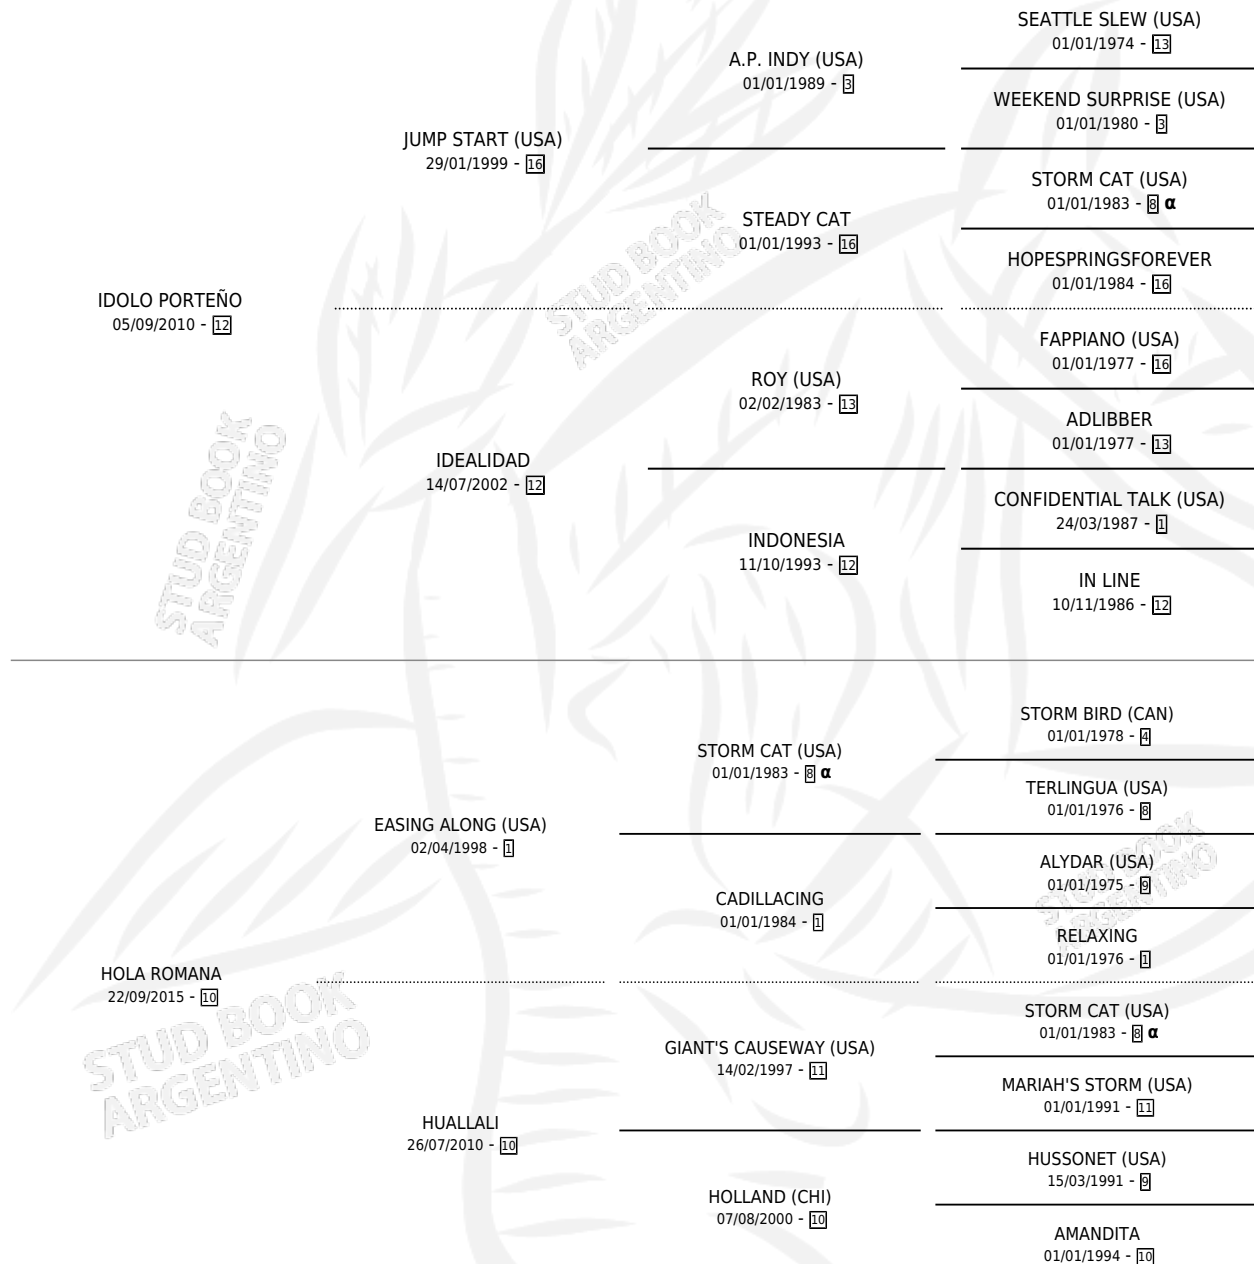 SEATTLE SLEW (USA)
01/01/1974 - 13
A.P. INDY (USA)
01/01/1989 - 3
WEEKEND SURPRISE (USA)
01/01/1980 - 3
JUMP START (USA)
29/01/1999 - 16
STORM CAT (USA)
01/01/1983 - 8 α
STEADY CAT
01/01/1993 - 16
HOPESPRINGSFOREVER
01/01/1984 - 16
IDOLO PORTEÑO
05/09/2010 - 12
FAPPIANO (USA)
01/01/1977 - 16
ROY (USA)
02/02/1983 - 13
ADLIBBER
01/01/1977 - 13
IDEALIDAD
14/07/2002 - 12
CONFIDENTIAL TALK (USA)
24/03/1987 - 1
INDONESIA
11/10/1993 - 12
IN LINE
10/11/1986 - 12
STORM BIRD (CAN)
01/01/1978 - 4
STORM CAT (USA)
01/01/1983 - 8 α
TERLINGUA (USA)
01/01/1976 - 8
EASING ALONG (USA)
02/04/1998 - 1
ALYDAR (USA)
01/01/1975 - 9
CADILLACING
01/01/1984 - 1
RELAXING
01/01/1976 - 1
HOLA ROMANA
22/09/2015 - 10
STORM CAT (USA)
01/01/1983 - 8 α
GIANT'S CAUSEWAY (USA)
14/02/1997 - 11
MARIAH'S STORM (USA)
01/01/1991 - 11
HUALLALI
26/07/2010 - 10
HUSSONET (USA)
15/03/1991 - 9
HOLLAND (CHI)
07/08/2000 - 10
AMANDITA
01/01/1994 - 10
STUD BOOK
ARGENTINO
STUD BOOK
ARGENTINO
STUD BOOK
ARGENTINO
STUD BOOK
ARGENTINO